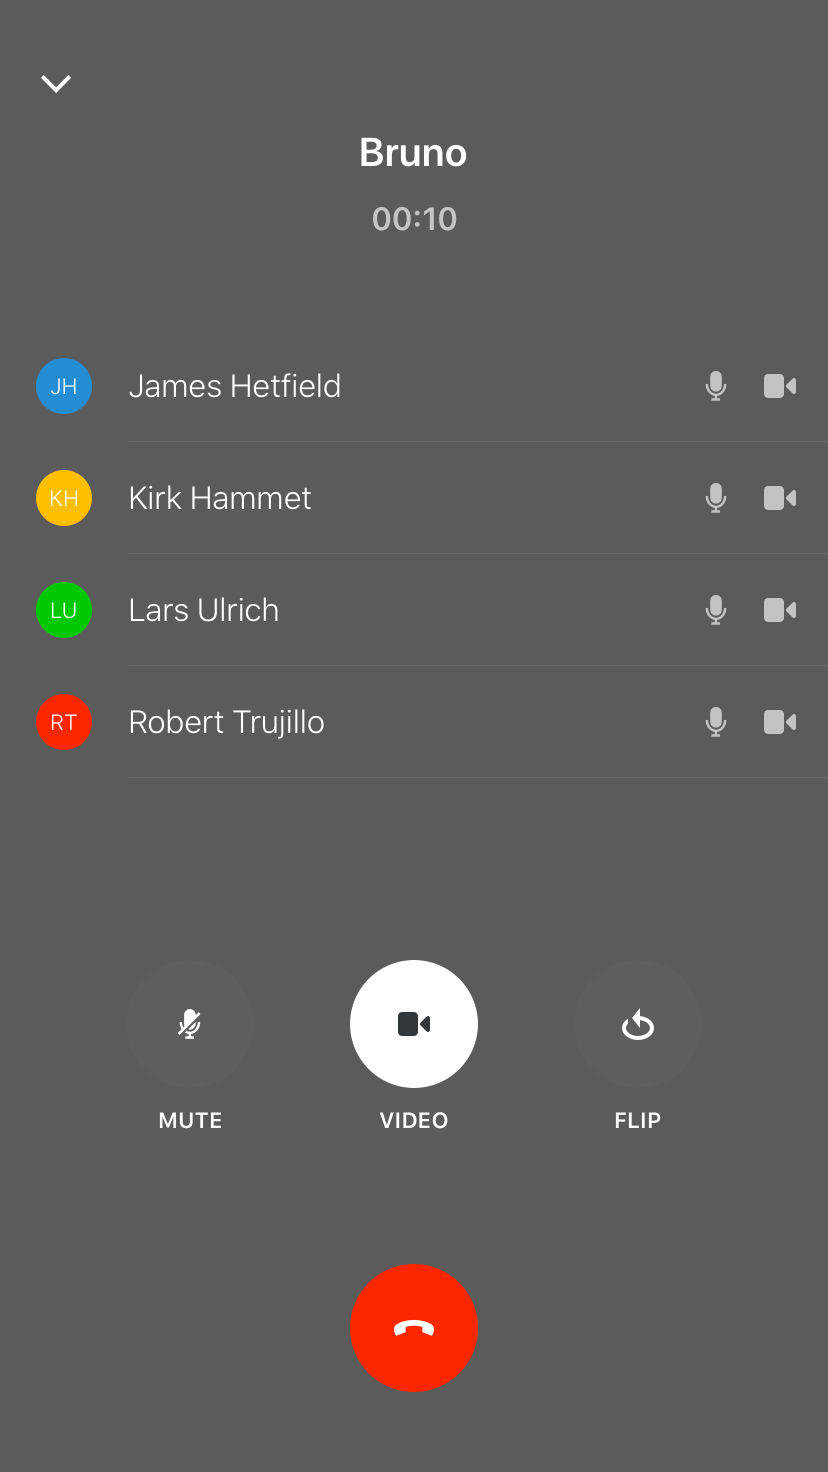 Bruno
00:10
JH James Hetfield
KH Kirk Hammet
LU Lars Ulrich
RT Robert Trujillo
MUTE VIDEO FLIP